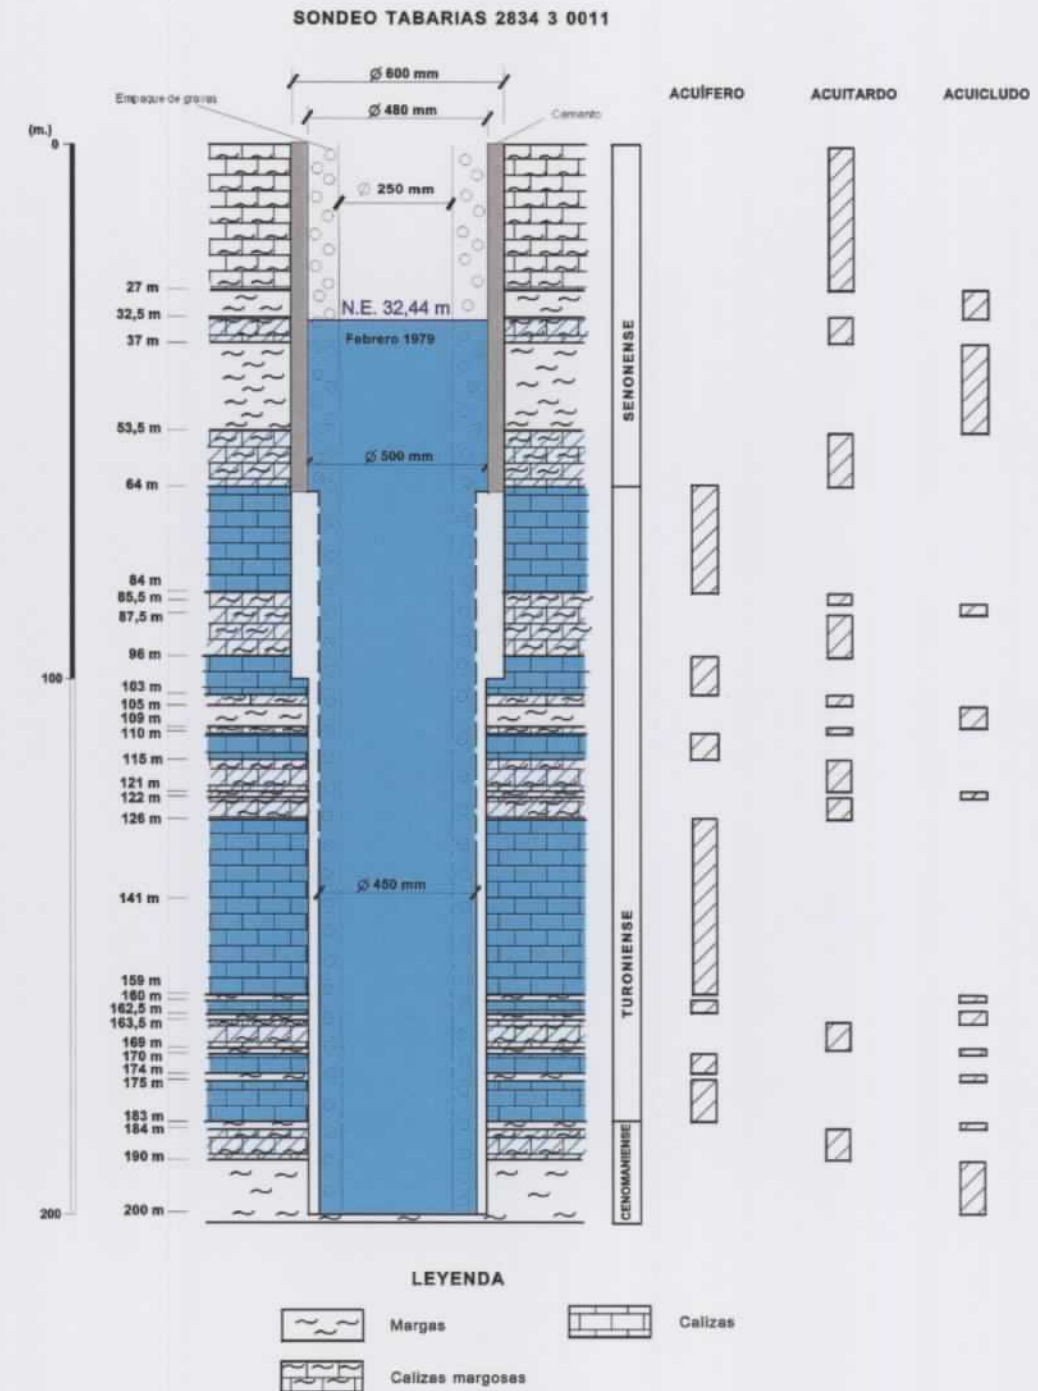 SONDEO TABARIAS 2834 3 0011
Ø 600 mm
ACUÍFERO
ACUITARDO
ACUICLUDO
Empaque de gravas
Ø 480 mm
Cemento
(m.)
0
Ø 250 mm
27 m
N.E. 32,44 m
32,5 m
Febrero 1979
37 m
SENONENSE
53,5 m
Ø 500 mm
64 m
84 m
85,5 m
87,5 m
96 m
100
103 m
105 m
109 m
110 m
115 m
121 m
122 m
126 m
Ø 450 mm
141 m
TURONIENSE
159 m
160 m
162,5 m
163,5 m
169 m
170 m
174 m
175 m
183 m
184 m
CENOMANIENSE
190 m
200 m
200
LEYENDA
Margas
Calizas
Calizas margosas